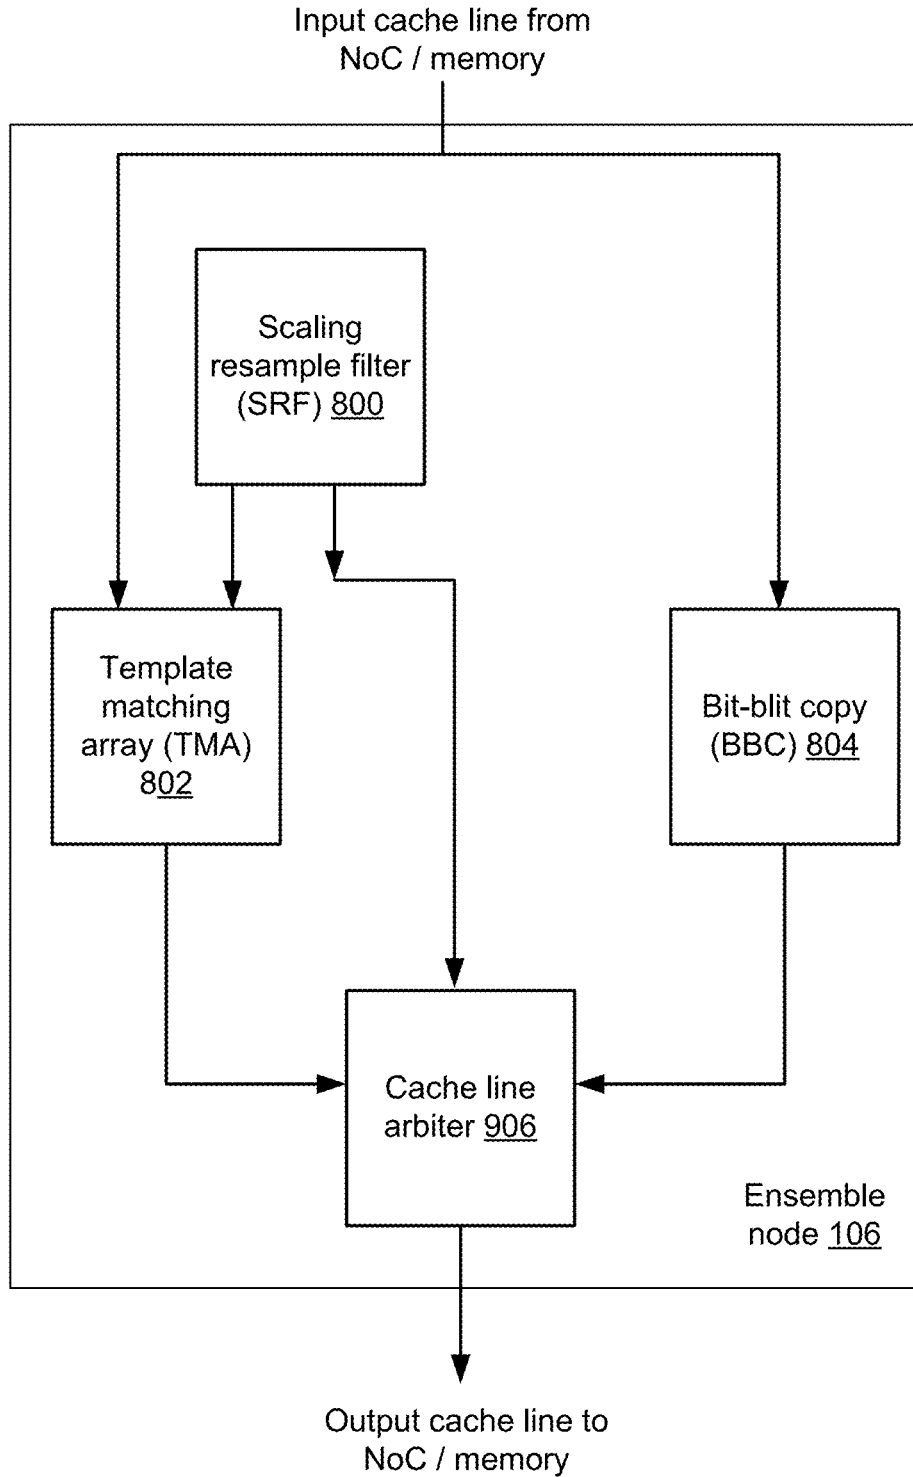 Input cache line from
NoC / memory
Scaling
resample filter
(SRF) 800
Template
matching
array (TMA)
802
Bit-blit copy
(BBC) 804
Cache line
arbiter 906
Ensemble
node 106
Output cache line to
NoC / memory